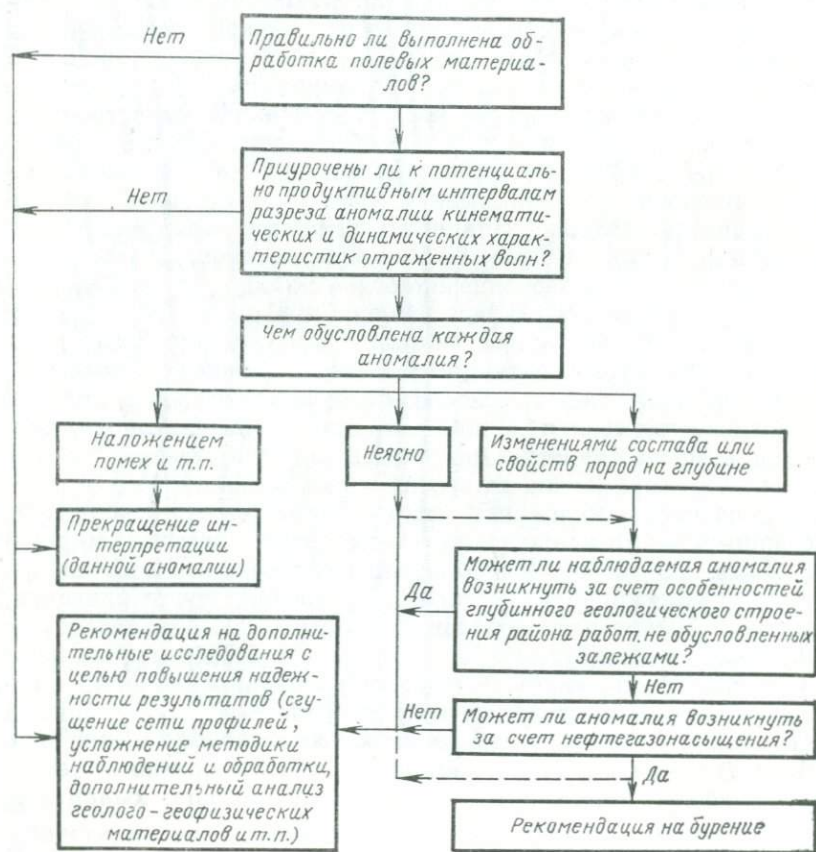 Нет
Правильно ли выполнена об-
работка полевых материа-
лов?
Приурочены ли к потенциаль-
но продуктивным интервалам
разреза аномалии кинемати-
ческих и динамических харак-
теристик отраженных волн?
Нет
Чем обусловлена каждая
аномалия?
Наложением
помех и т.п.
Неясно
Изменениями состава или
свойств пород на глубине
Прекращение ин-
терпретации
(данной аномалии)
Может ли наблюдаемая аномалия
возникнуть за счет особенностей
глубинного геологического строе-
ния района работ, не обусловленных
залежами?
Да
Рекомендация на дополни-
тельные исследования с
целью повышения надеж-
ности результатов (сгу-
щение сети профилей,
усложнение методики
наблюдений и обработки,
дополнительный анализ
геолого-геофизических
материалов и т.п.)
Нет
Нет
Может ли аномалия возникнуть
за счет нефтегазонасыщения?
Да
Рекомендация на бурение